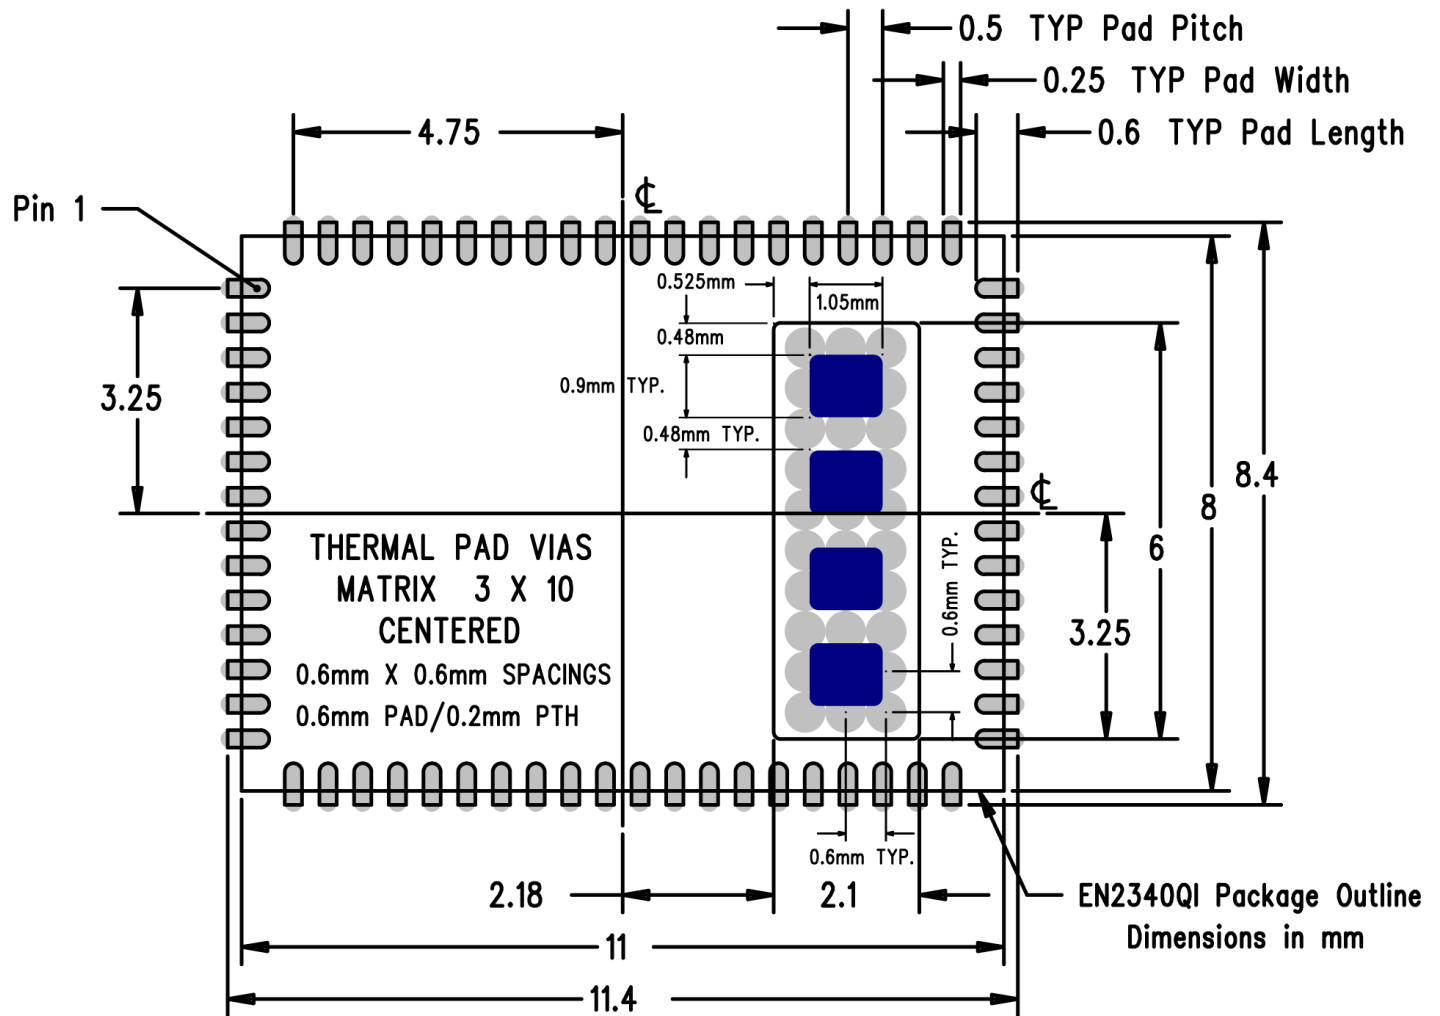 0.5 TYP Pad Pitch
0.25 TYP Pad Width
4.75
0.6 TYP Pad Length
Pin 1
℄
0.525mm
1.05mm
0.48mm
0.9mm TYP.
3.25
0.48mm TYP.
8.4
℄
8
6
THERMAL PAD VIAS
MATRIX 3 X 10
CENTERED
0.6mm X 0.6mm SPACINGS
0.6mm PAD/0.2mm PTH
0.6mm TYP.
3.25
0.6mm TYP.
2.18
2.1
EN2340QI Package Outline
Dimensions in mm
11
11.4